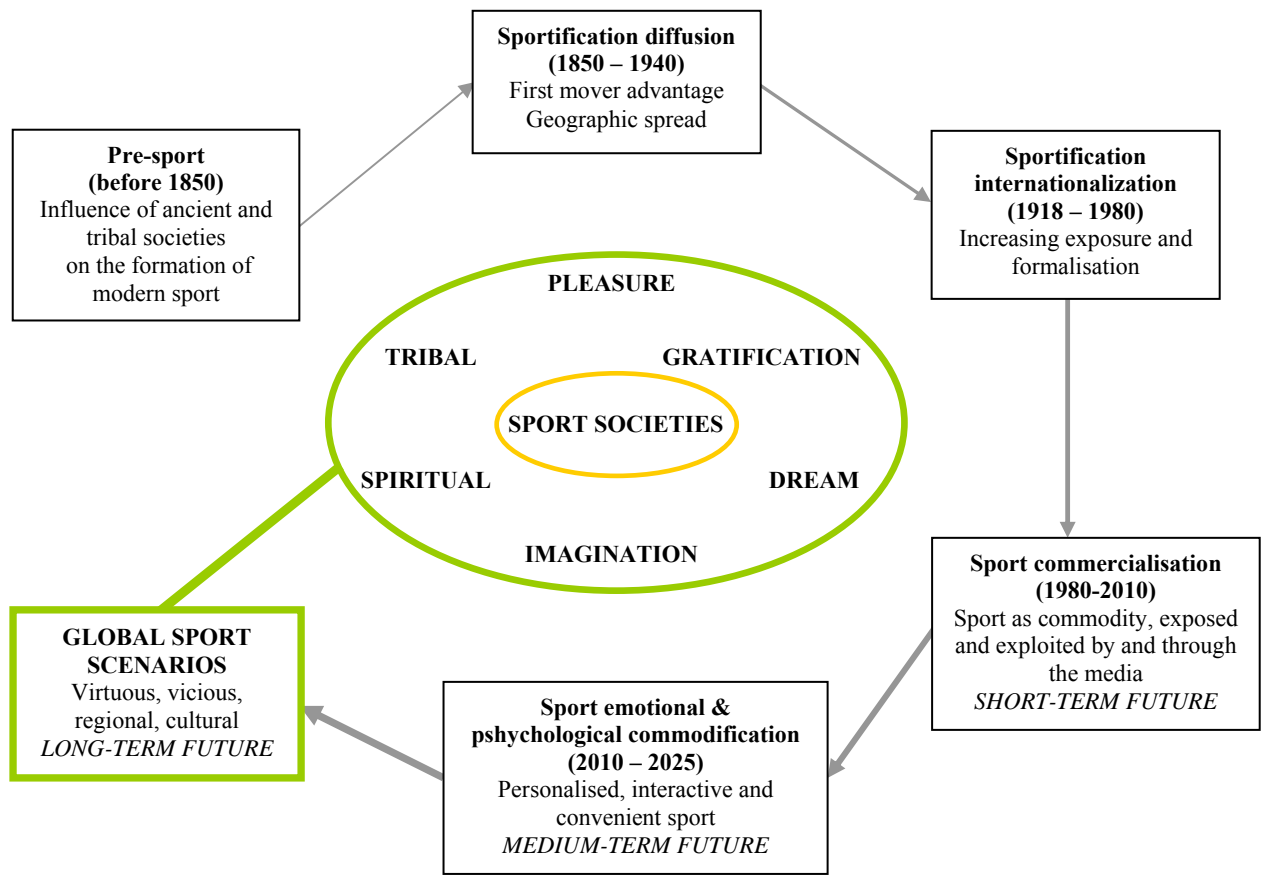 Pre-sport
(before 1850)
Influence of ancient and
tribal societies
on the formation of
modern sport
Sportification diffusion
(1850 – 1940)
First mover advantage
Geographic spread
Sportification
internationalization
(1918 – 1980)
Increasing exposure and
formalisation
Sport commercialisation
(1980-2010)
Sport as commodity, exposed
and exploited by and through
the media
SHORT-TERM FUTURE
Sport emotional &
pshychological commodification
(2010 – 2025)
Personalised, interactive and
convenient sport
MEDIUM-TERM FUTURE
GLOBAL SPORT
SCENARIOS
Virtuous, vicious,
regional, cultural
LONG-TERM FUTURE
PLEASURE
TRIBAL
GRATIFICATION
SPORT SOCIETIES
SPIRITUAL
DREAM
IMAGINATION